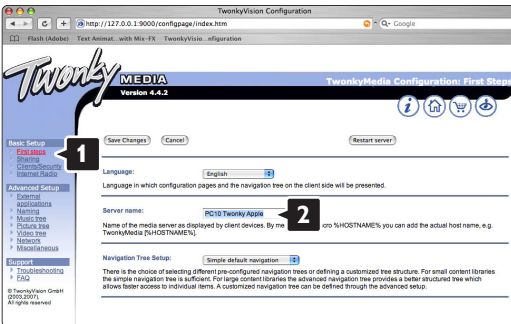 TwonkyVision Configuration
http://127.0.0.1:9000/configpage/index.htm
Google
Flash (Adobe) Text Animat...with Mix-FX TwonkyVisio...nfiguration
Twonky MEDIA
Version 4.4.2
TwonkyMedia Configuration: First Steps
Basic Setup
First steps
Sharing
Clients/Security
Internet Radio
Advanced Setup
External applications
Naming
Music tree
Picture tree
Video tree
Network
Miscellaneous
Support
Troubleshooting
FAQ
© TwonkyVision GmbH
(2003,2007).
All rights reserved
1
Save Changes Cancel Restart server
Language: English
Language in which configuration pages and the navigation tree on the client side will be presented.
Server name: PC10 Twonky Apple
2
Name of the media server as displayed by client devices. By me cro %HOSTNAME% you can add the actual host name, e.g.
TwonkyMedia [%HOSTNAME%].
Navigation Tree Setup: Simple default navigation
There is the choice of selecting different pre-configured navigation trees or defining a customized tree structure. For small content libraries
the simple navigation tree is sufficient. For large content libraries the advanced navigation tree provides a better structured tree which
allows faster access to individual items. A customized navigation tree can be defined through the advanced setup.